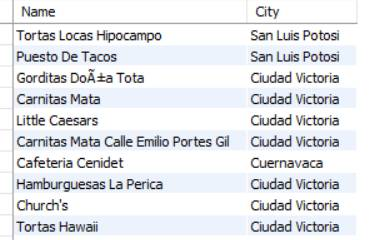 Name City
Tortas Locas Hipocampo San Luis Potosi
Puesto De Tacos San Luis Potosi
Gorditas DoÃ±a Tota Ciudad Victoria
Carnitas Mata Ciudad Victoria
Little Caesars Ciudad Victoria
Carnitas Mata Calle Emilio Portes Gil Ciudad Victoria
Cafeteria Cenidet Cuernavaca
Hamburguesas La Perica Ciudad Victoria
Church's Ciudad Victoria
Tortas Hawaii Ciudad Victoria